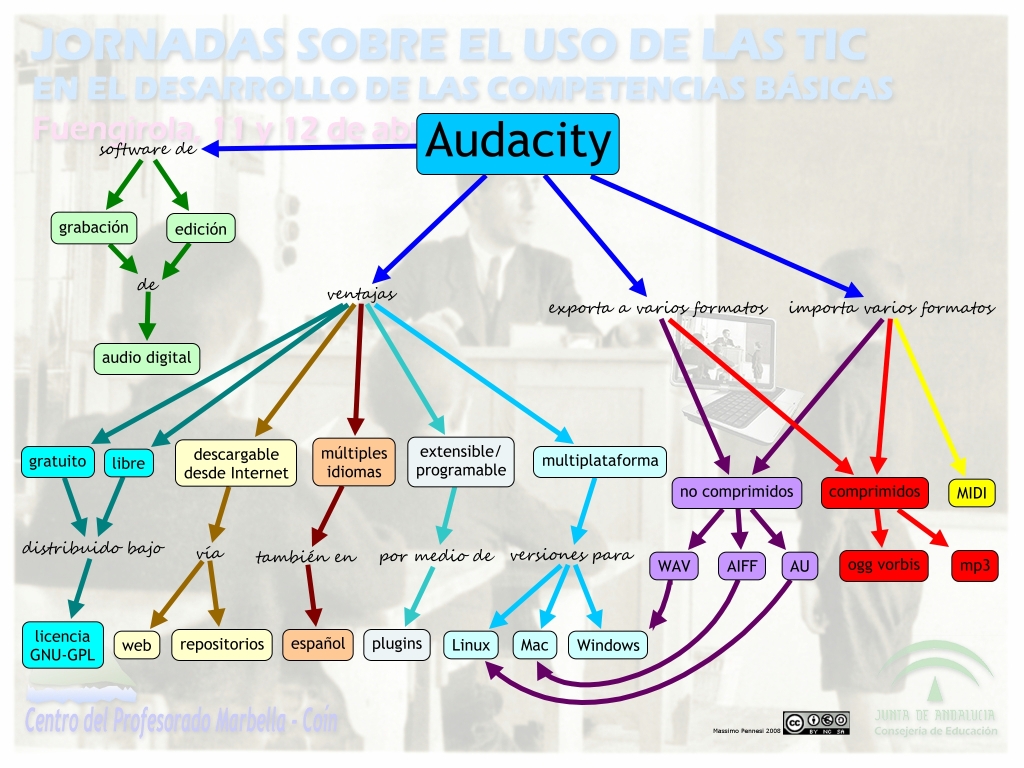 JORNADAS SOBRE EL USO DE LAS TIC
EN EL DESARROLLO DE LAS COMPETENCIAS BÁSICAS
Fuengirola, 11 y 12 de
Audacity
software de
grabación
edición
de
audio digital
ventajas
exporta a varios formatos
importa varios formatos
gratuito
libre
descargable
desde Internet
múltiples
idiomas
extensible/
programable
multiplataforma
no comprimidos
comprimidos
MIDI
distribuido bajo
vía
también en
por medio de
versiones para
WAV
AIFF
AU
ogg vorbis
mp3
licencia
GNU-GPL
web
repositorios
español
plugins
Linux
Mac
Windows
Centro del Profesorado Marbella - Coín
Massimo Pennesi 2008
CC
BY NC SA
JUNTA DE ANDALUCIA
Consejería de Educación